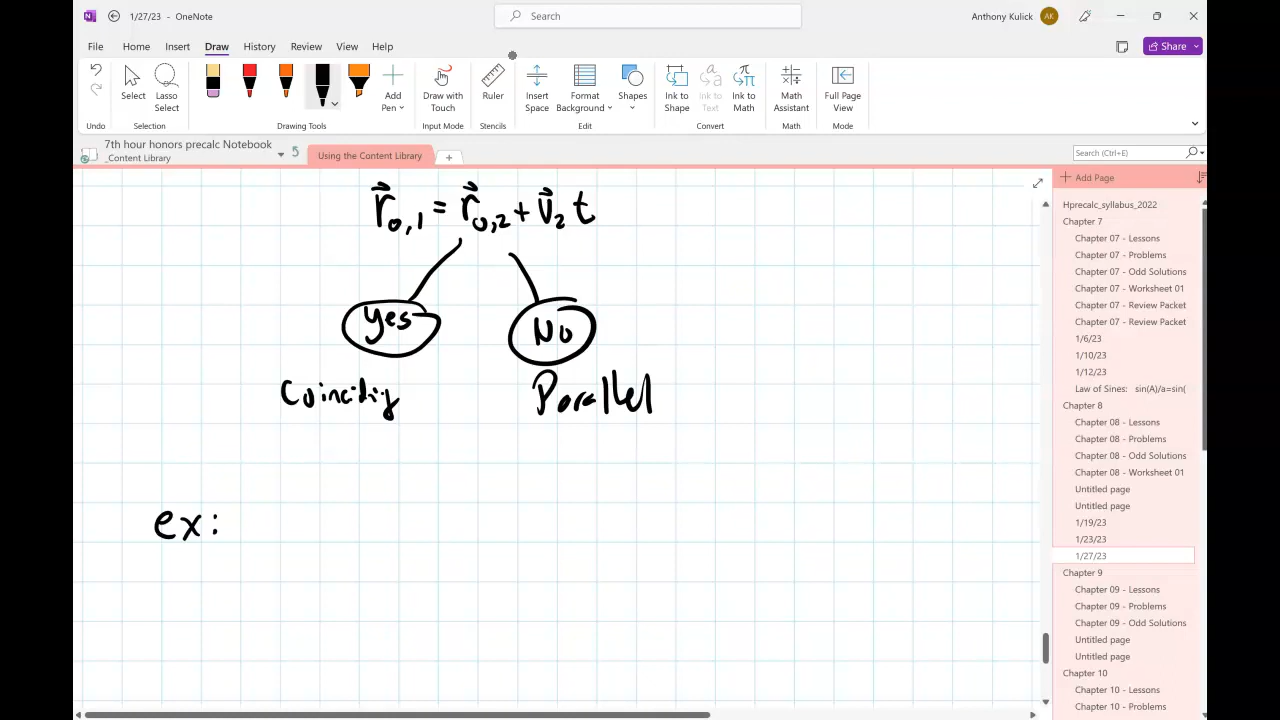 1/27/23 - OneNote
Search
Anthony Kulick
AK
File Home Insert Draw History Review View Help
Share
Undo
Select
Lasso Select
Add Pen
Draw with Touch
Ruler
Insert Space
Format Background
Shapes
Ink to Shape
Ink to Text
Ink to Math
Math Assistant
Full Page View
Undo Selection Drawing Tools Input Mode Stencils Edit Convert Math Mode
7th hour honors precalc Notebook
_Content Library
Using the Content Library
Search (Ctrl+E)
r⃗₀,₁ = r⃗₀,₂ + v⃗₂ t
Yes No
Coinciding Parallel
ex:
Add Page
Hprecalc_syllabus_2022
Chapter 7
Chapter 07 - Lessons
Chapter 07 - Problems
Chapter 07 - Odd Solutions
Chapter 07 - Worksheet 01
Chapter 07 - Review Packet
Chapter 07 - Review Packet
1/6/23
1/10/23
1/12/23
Law of Sines: sin(A)/a=sin(
Chapter 8
Chapter 08 - Lessons
Chapter 08 - Problems
Chapter 08 - Odd Solutions
Chapter 08 - Worksheet 01
Untitled page
Untitled page
1/19/23
1/23/23
1/27/23
Chapter 9
Chapter 09 - Lessons
Chapter 09 - Problems
Chapter 09 - Odd Solutions
Untitled page
Untitled page
Chapter 10
Chapter 10 - Lessons
Chapter 10 - Problems